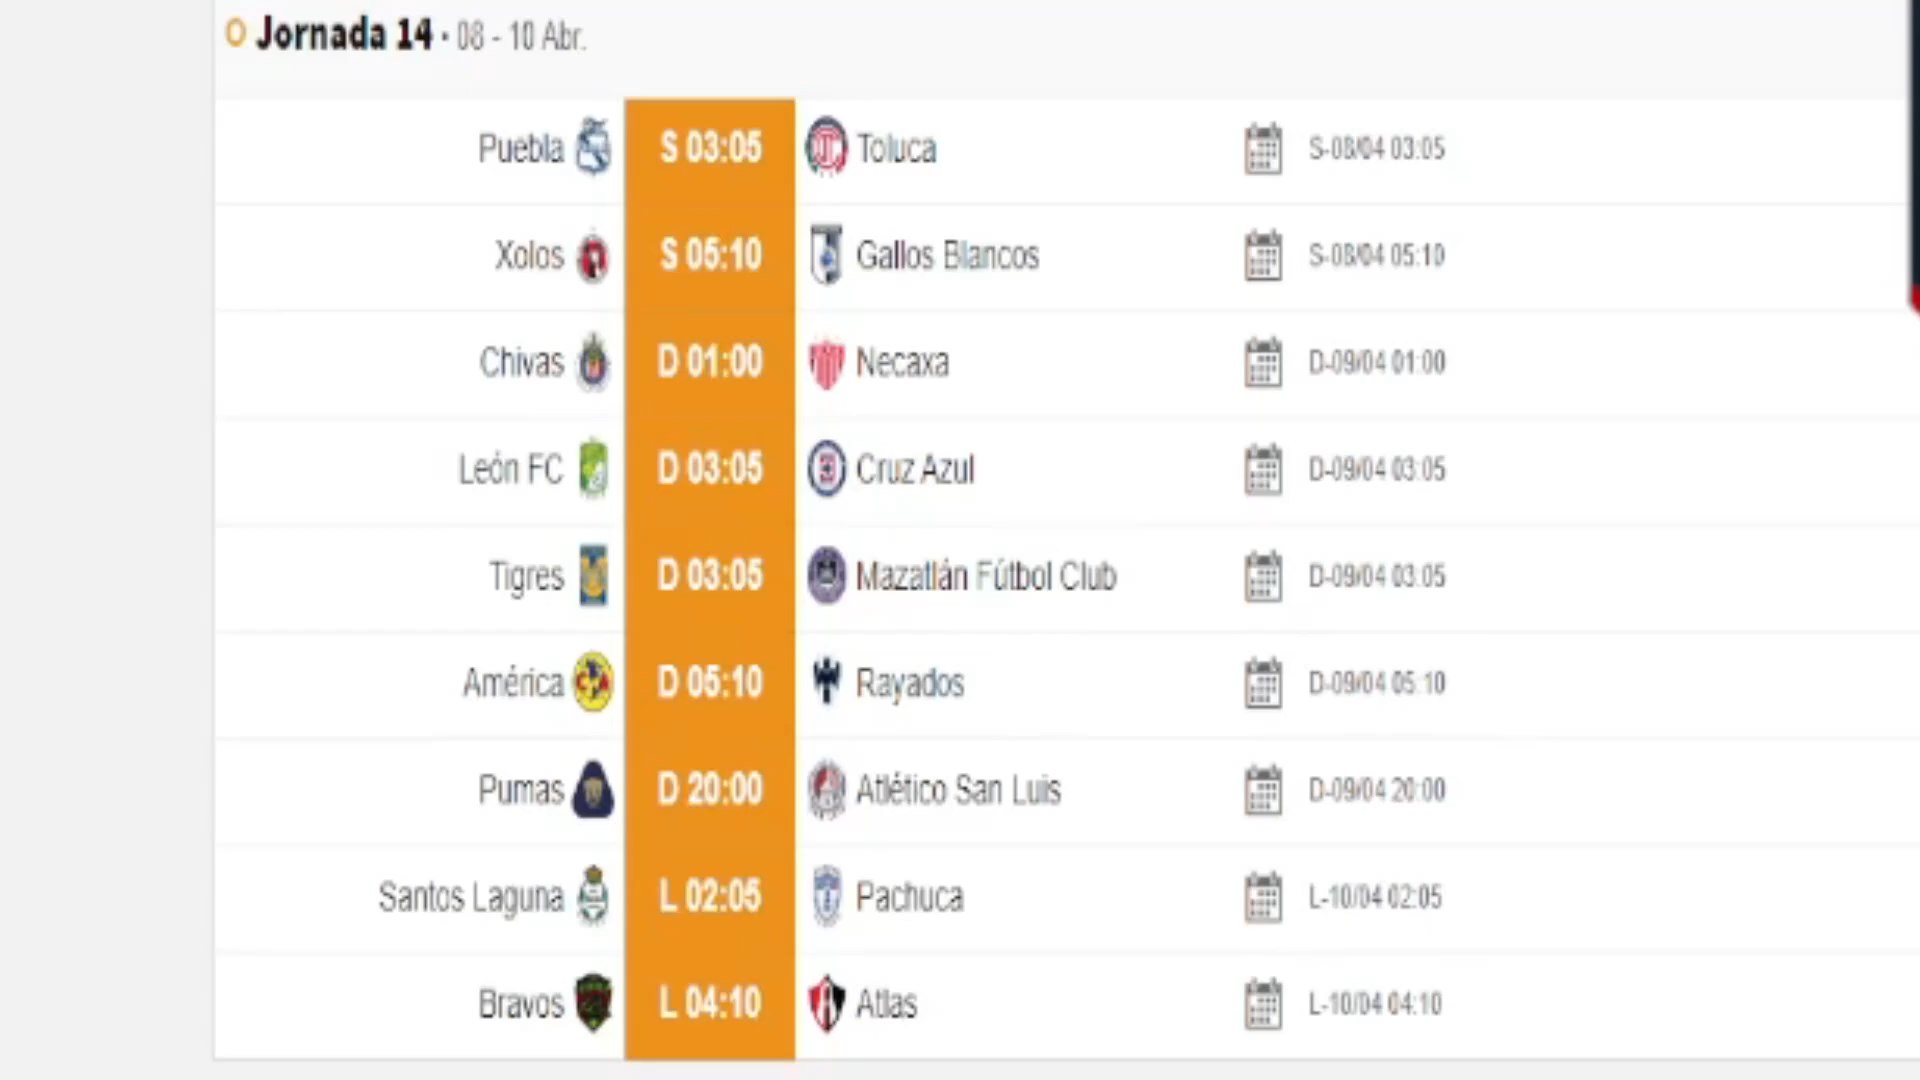 Jornada 14 · 08 - 10 Abr.
Puebla S 03:05 Toluca S-08/04 03:05
Xolos S 05:10 Gallos Blancos S-08/04 05:10
Chivas D 01:00 Necaxa D-09/04 01:00
León FC D 03:05 Cruz Azul D-09/04 03:05
Tigres D 03:05 Mazatlán Fútbol Club D-09/04 03:05
América D 05:10 Rayados D-09/04 05:10
Pumas D 20:00 Atlético San Luis D-09/04 20:00
Santos Laguna L 02:05 Pachuca L-10/04 02:05
Bravos L 04:10 Atlas L-10/04 04:10